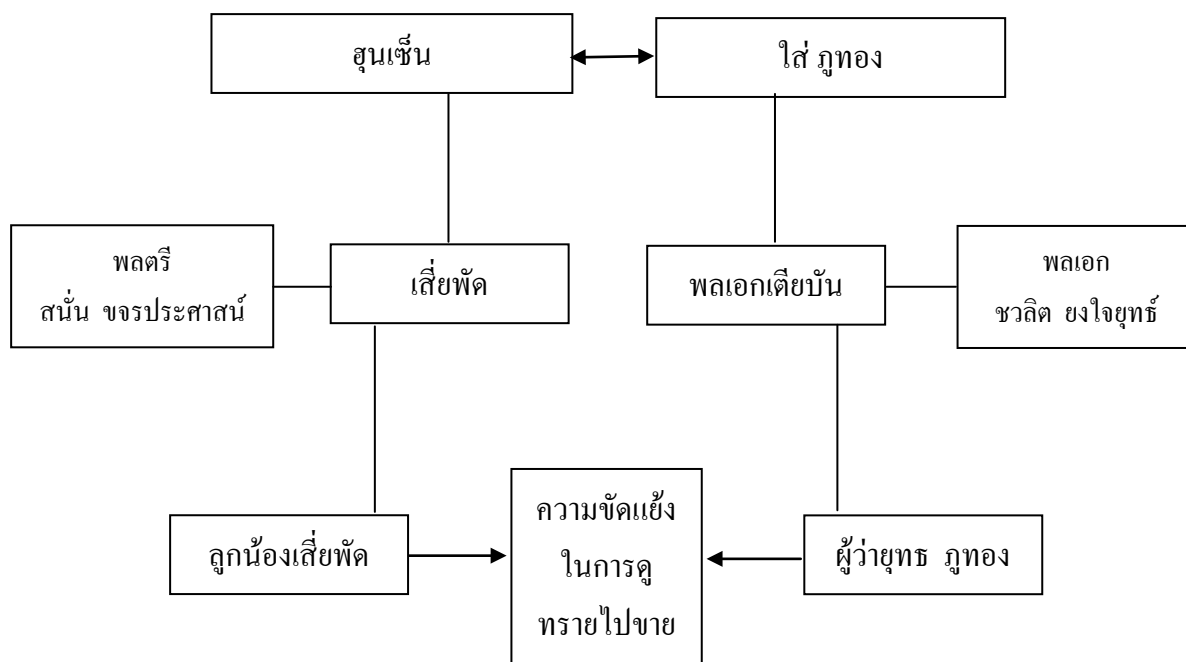 ฮุนเซ็น
ใส่ ภูทอง
พลตรี
สนั่น ขจรประศาสน์
เสี่ยพัด
พลเอกเตียบัน
พลเอก
ชวลิต ยงใจยุทธ์
ลูกน้องเสี่ยพัด
ความขัดแย้ง
ในการดู
ทรายไปขาย
ผู้ว่ายุทธ ภูทอง